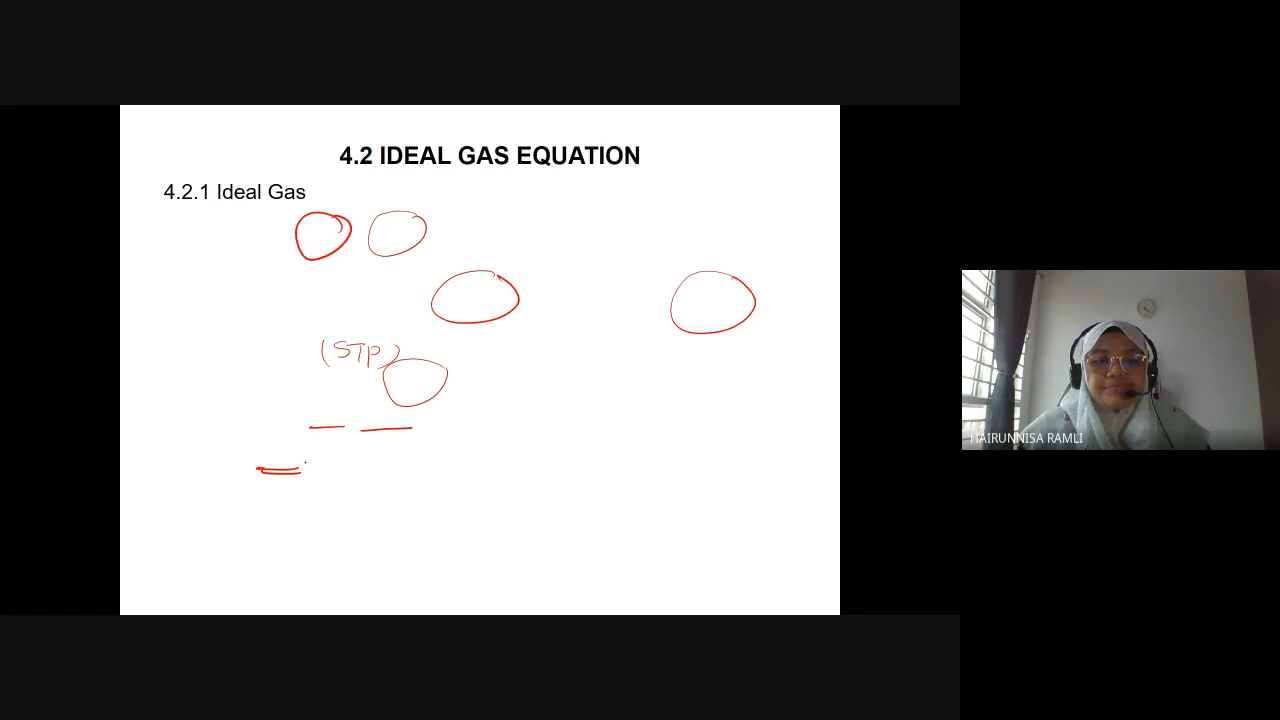 4.2 IDEAL GAS EQUATION
4.2.1 Ideal Gas
(STP)
HAIRUNNISA RAMLI